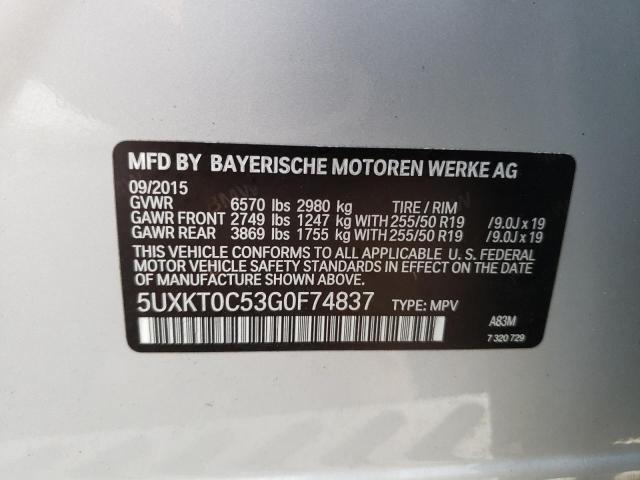 MFD BY BAYERISCHE MOTOREN WERKE AG
09/2015
GVWR 6570 lbs 2980 kg TIRE / RIM
GAWR FRONT 2749 lbs 1247 kg WITH 255/50 R19 /9.0J x 19
GAWR REAR 3869 lbs 1755 kg WITH 255/50 R19 /9.0J x 19
THIS VEHICLE CONFORMS TO ALL APPLICABLE U. S. FEDERAL
MOTOR VEHICLE SAFETY STANDARDS IN EFFECT ON THE DATE
OF MANUFACTURE SHOWN ABOVE.
5UXKT0C53G0F74837 TYPE: MPV
A83M
7 320 729